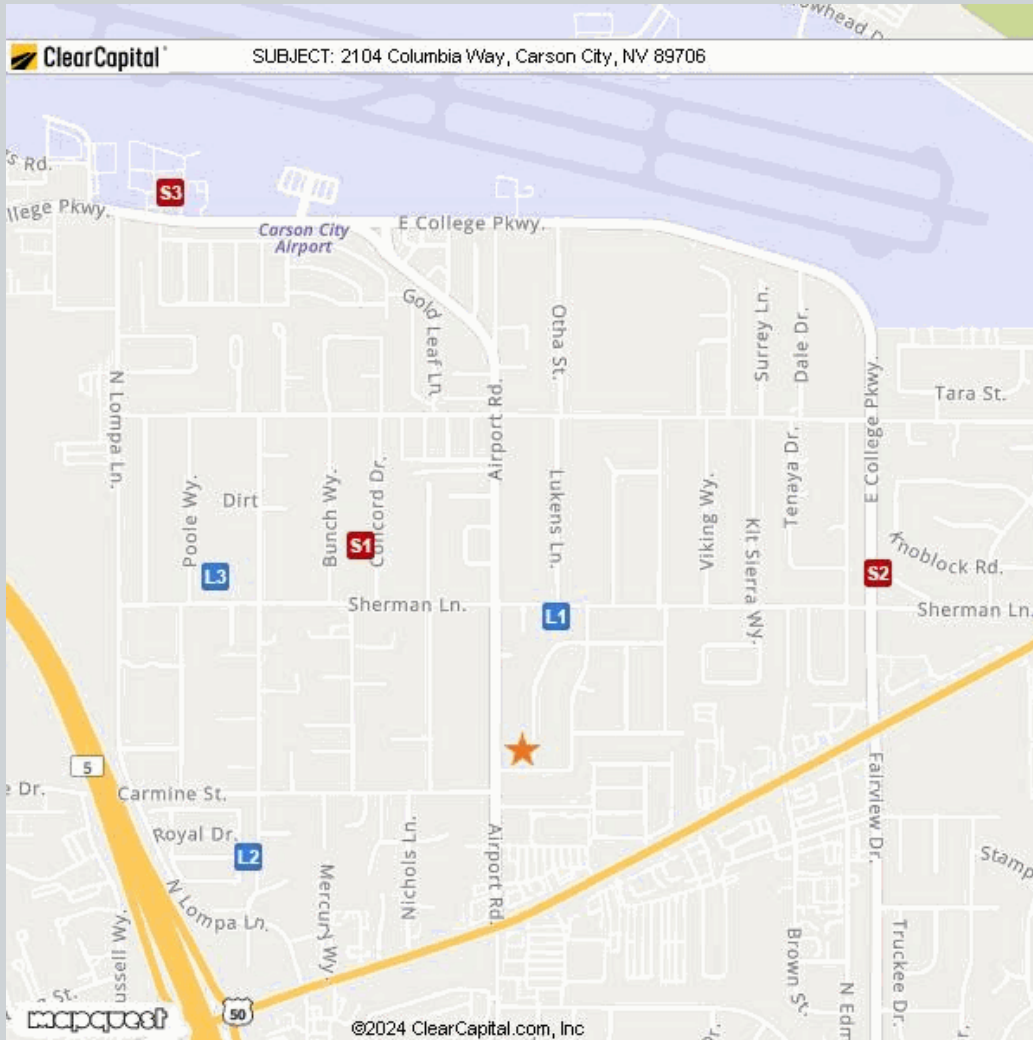 ClearCapital
SUBJECT: 2104 Columbia Way, Carson City, NV 89706
S3
E College Pkwy.
Carson City
Airport
Gold Leaf Ln.
Otha St.
Surrey Ln.
Dale Dr.
Tara St.
N Lompa Ln.
Airport Rd.
E College Pkwy.
Poole Wy.
Dirt
Bunch Wy.
Concord Dr.
Lukens Ln.
Viking Wy.
Kit Sierra Wy.
Tenaya Dr.
Knoblock Rd.
S1
S2
L3
Sherman Ln.
L1
Sherman Ln.
5
Carmine St.
Royal Dr.
L2
N Lompa Ln.
Mercury Wy.
Nichols Ln.
Airport Rd.
Fairview Dr.
Stamp
Brown St.
N Edm
Truckee Dr.
50
mapquest
©2024 ClearCapital.com, Inc